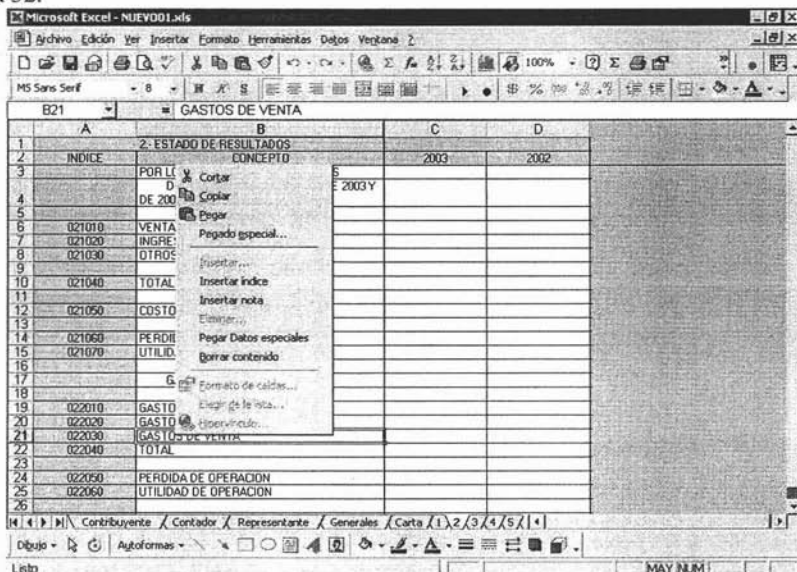 Microsoft Excel - NUEVO01.xls
Archivo Edición Ver Insertar Formato Herramientas Datos Ventana ?
100%
MS Sans Serif 8 N K S
B21 = GASTOS DE VENTA
A B C D
1 2.- ESTADO DE RESULTADOS
2 INDICE CONCEPTO 2003 2002
3 POR LO S
D E 2003 Y
4 DE 200
5
6 021010 VENTA
7 021020 INGRE
8 021030 OTROS
9
10 021040 TOTAL
11
12 021050 COSTO
13
14 021060 PERDI
15 021070 UTILID
16
17 G
18
19 022010 GASTO
20 022020 GASTO
21 022030 GASTOS DE VENTA
22 022040 TOTAL
23
24 022050 PERDIDA DE OPERACION
25 022060 UTILIDAD DE OPERACION
26
Cortar
Copiar
Pegar
Pegado especial...
Insertar...
Insertar índice
Insertar nota
Eliminar...
Pegar Datos especiales
Borrar contenido
Formato de celdas...
Elegir de la lista...
Hipervínculo...
Contribuyente / Contador / Representante / Generales / Carta / 1 \ 2 / 3 / 4 / 5 /
Dibujo Autoformas
Listo MAY NUM